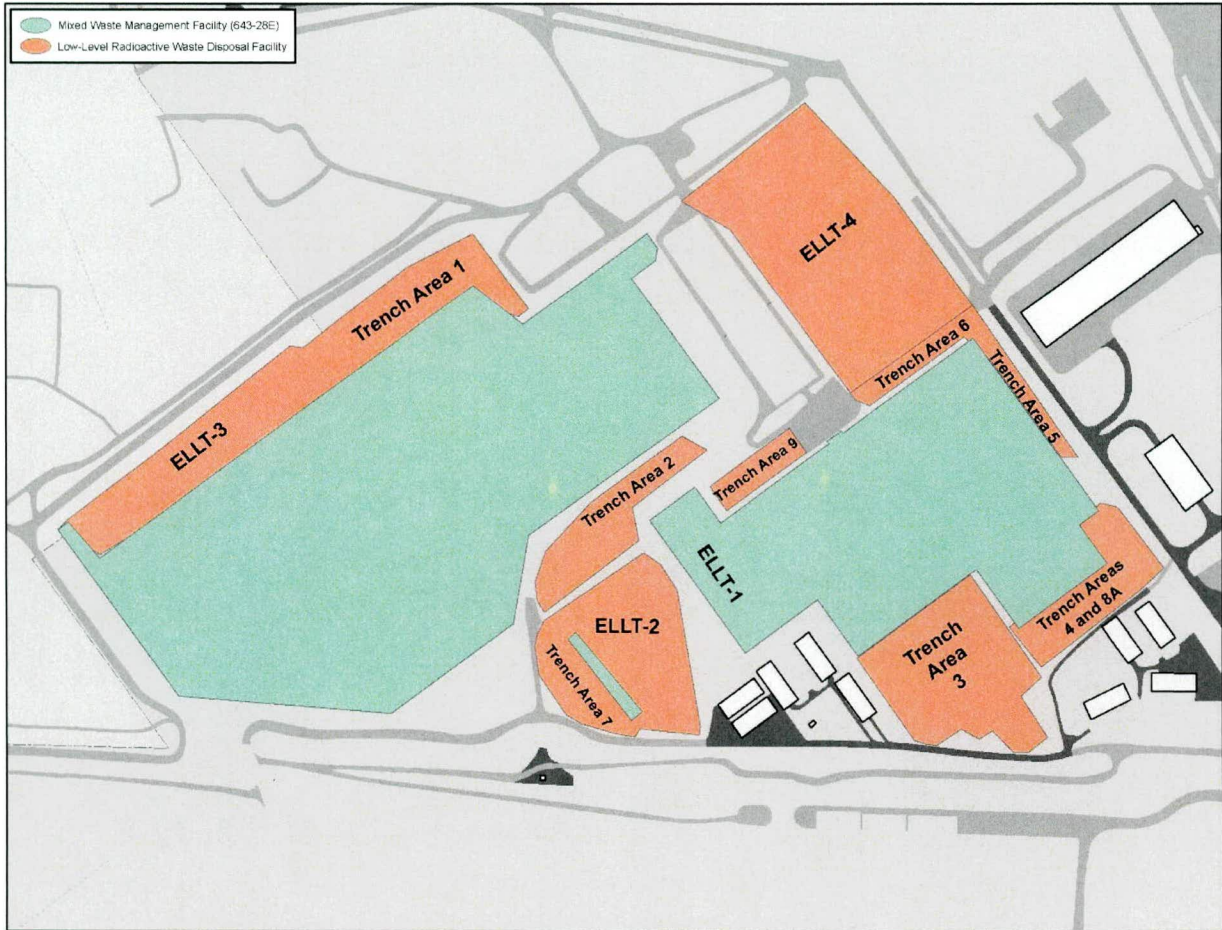 Mixed Waste Management Facility (643-28E)
Low-Level Radioactive Waste Disposal Facility
ELLT-4
Trench Area 1
Trench Area 6
Trench Area 5
ELLT-3
Trench Area 9
Trench Area 2
ELLT-1
Trench Areas
4 and 8A
ELLT-2
Trench
Area
3
Trench Area 7